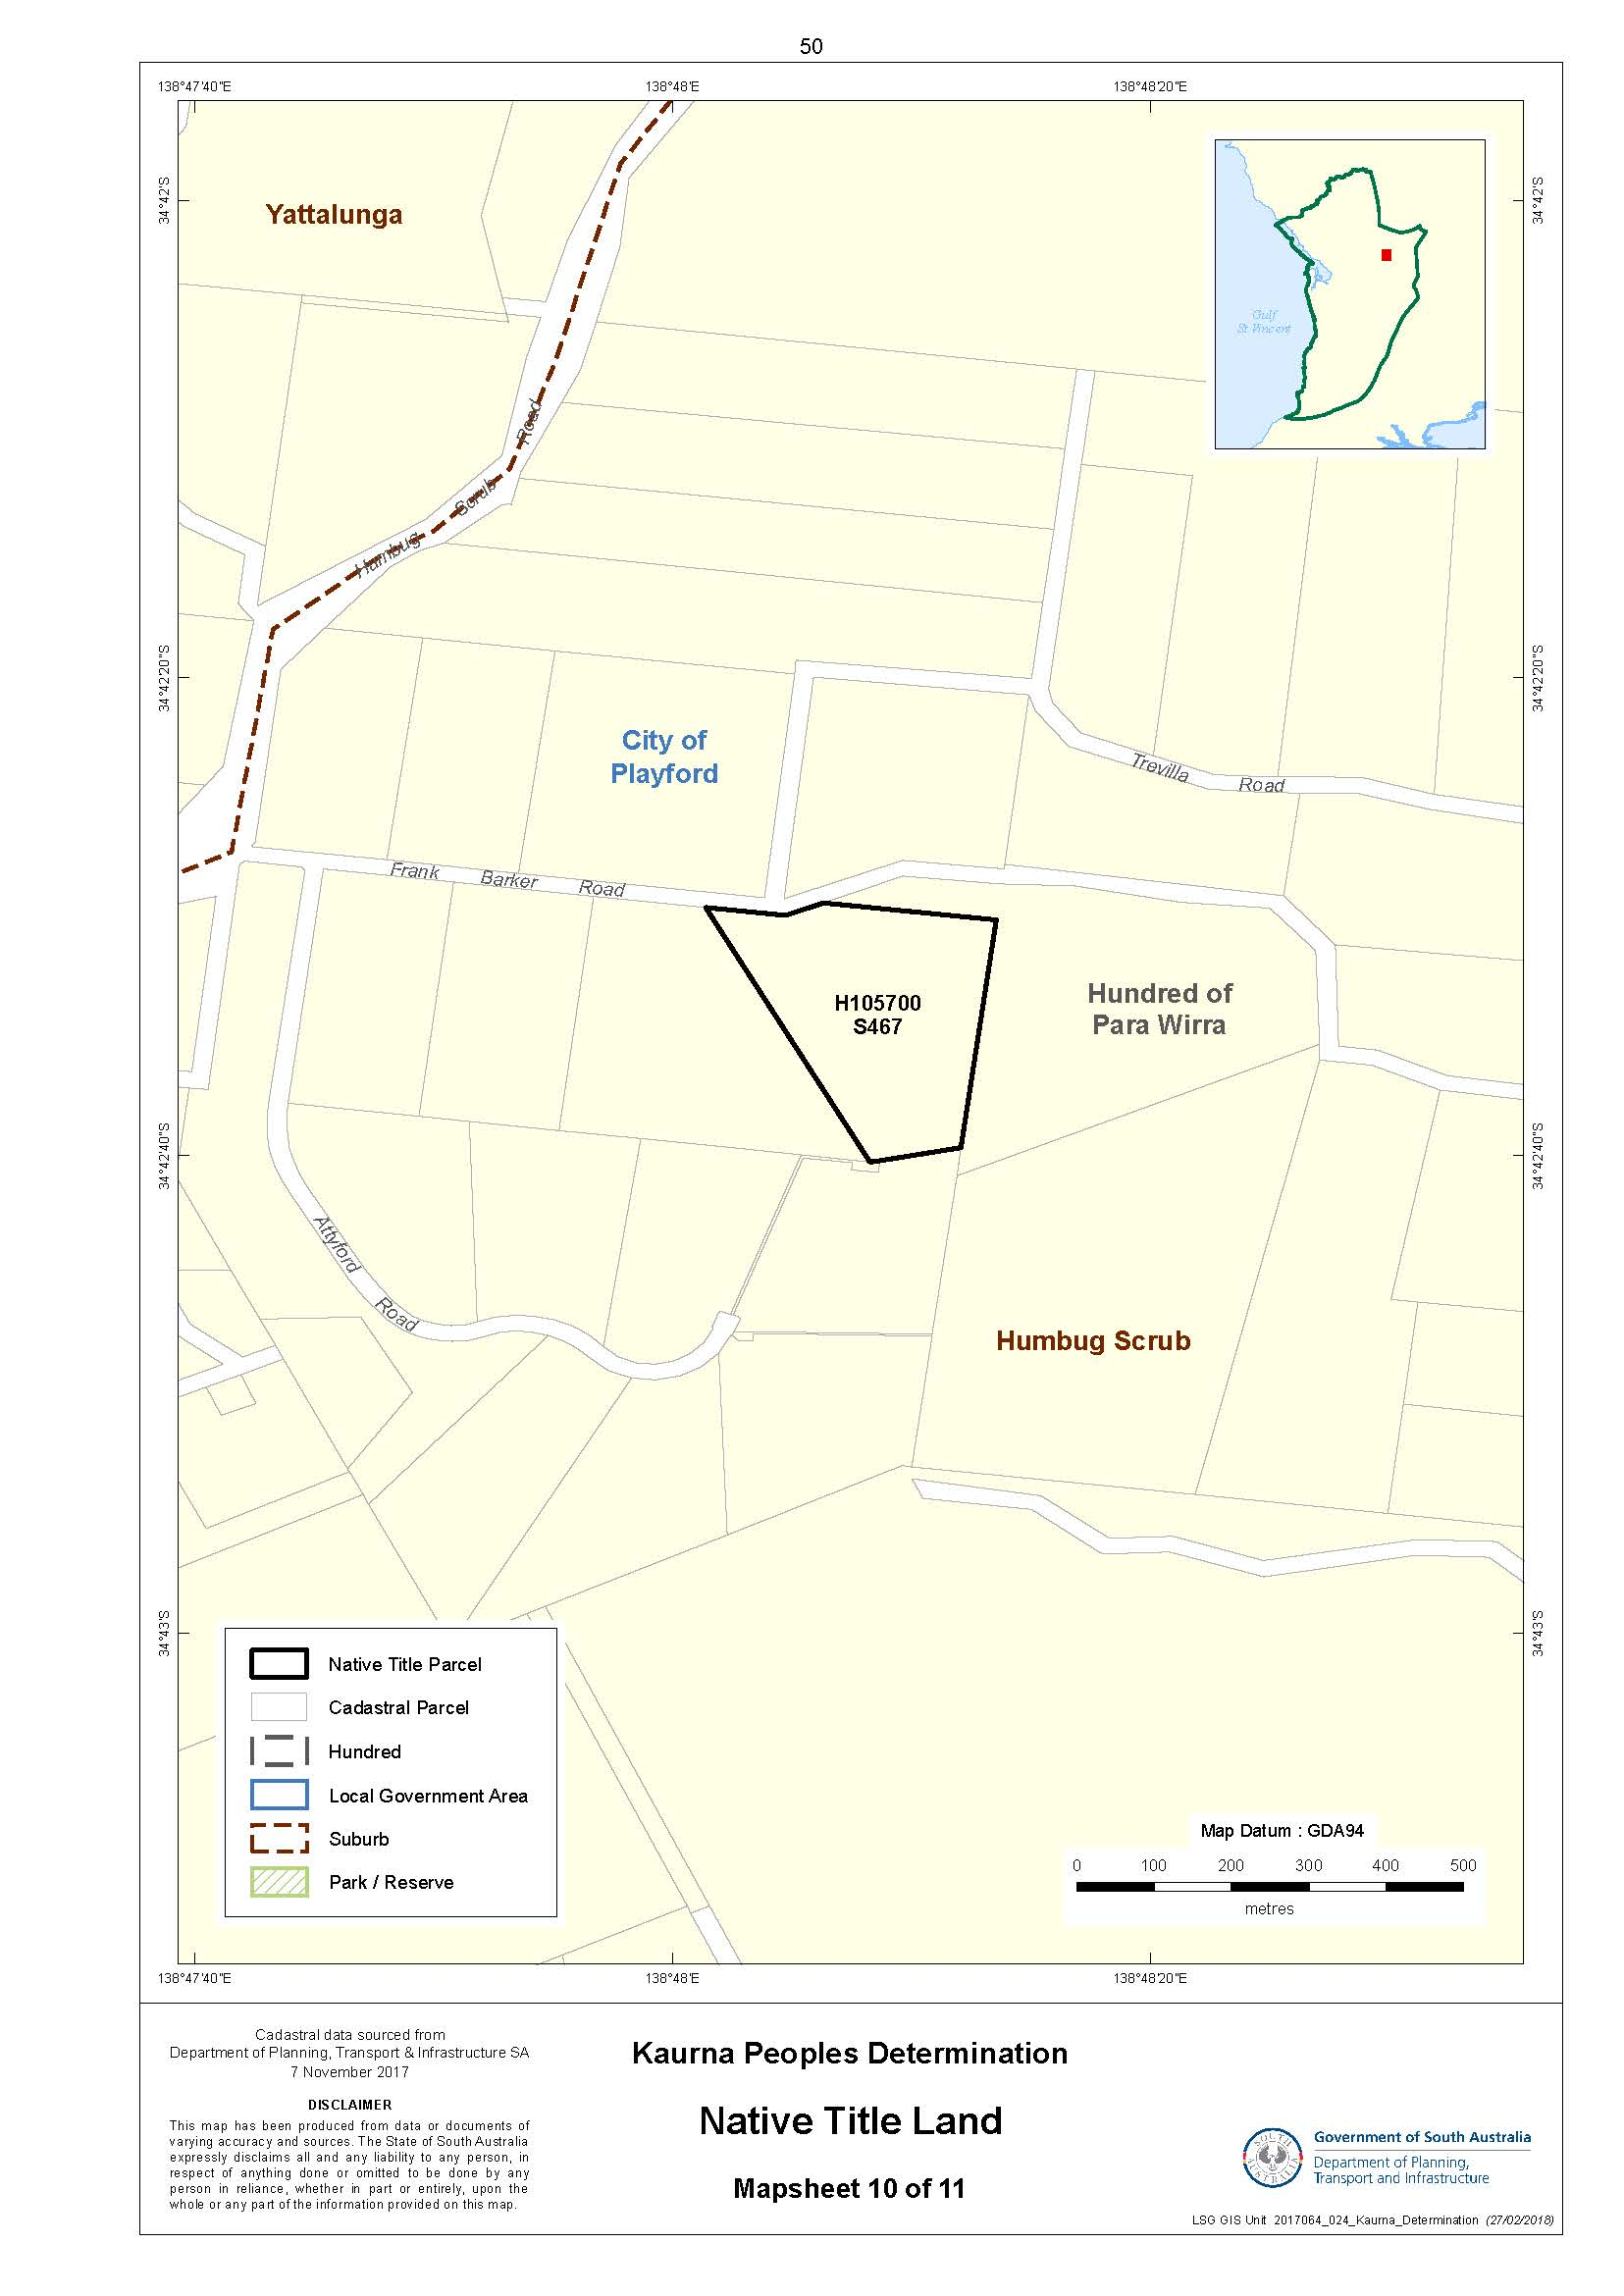 50
138°47'40"E
138°48'E
138°48'20"E
34°42'S
34°42'S
Yattalunga
Gulf
St Vincent
Humbug Scrub Road
34°42'20"S
34°42'20"S
City of
Playford
Trevilla Road
Frank Barker Road
H105700
S467
Hundred of
Para Wirra
34°42'40"S
34°42'40"S
Attyford Road
Humbug Scrub
34°43'S
34°43'S
Native Title Parcel
Cadastral Parcel
Hundred
Local Government Area
Suburb
Park / Reserve
Map Datum : GDA94
0 100 200 300 400 500
metres
138°47'40"E
138°48'E
138°48'20"E
Cadastral data sourced from
Department of Planning, Transport & Infrastructure SA
7 November 2017
DISCLAIMER
This map has been produced from data or documents of
varying accuracy and sources. The State of South Australia
expressly disclaims all and any liability to any person, in
respect of anything done or omitted to be done by any
person in reliance, whether in part or entirely, upon the
whole or any part of the information provided on this map.
Kaurna Peoples Determination
Native Title Land
Mapsheet 10 of 11
SOUTH AUSTRALIA
Government of South Australia
Department of Planning,
Transport and Infrastructure
LSG GIS Unit 2017064_024_Kaurna_Determination (27/02/2018)